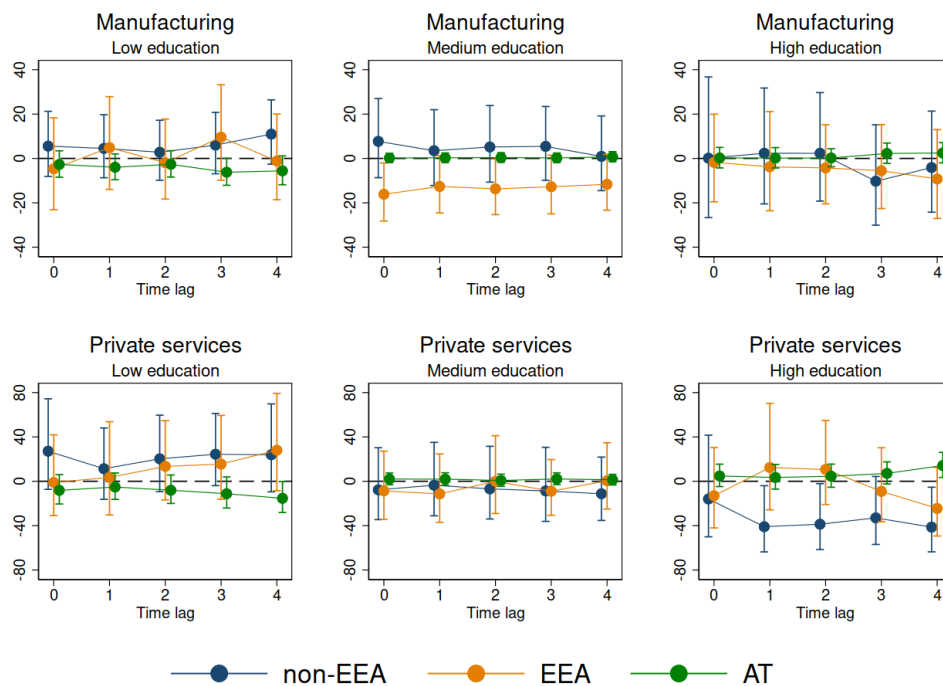 Manufacturing Manufacturing Manufacturing
Low education Medium education High education
40 40 40
20 20 20
0 0 0
-20 -20 -20
-40 -40 -40
0 1 2 3 4 0 1 2 3 4 0 1 2 3 4
Time lag Time lag Time lag
Private services Private services Private services
Low education Medium education High education
80 80 80
40 40 40
0 0 0
-40 -40 -40
-80 -80 -80
0 1 2 3 4 0 1 2 3 4 0 1 2 3 4
Time lag Time lag Time lag
non-EEA EEA AT